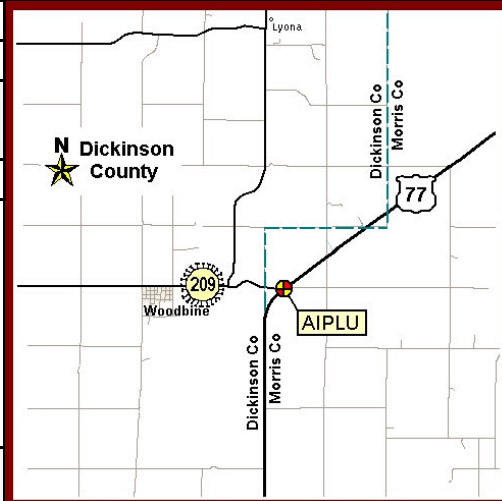 Lyona
Dickinson Co
Morris Co
N
Dickinson
County
77
209
Woodbine
AIPLU
Dickinson Co
Morris Co